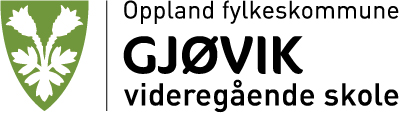 Oppland fylkeskommune
GJØVIK
videregående skole